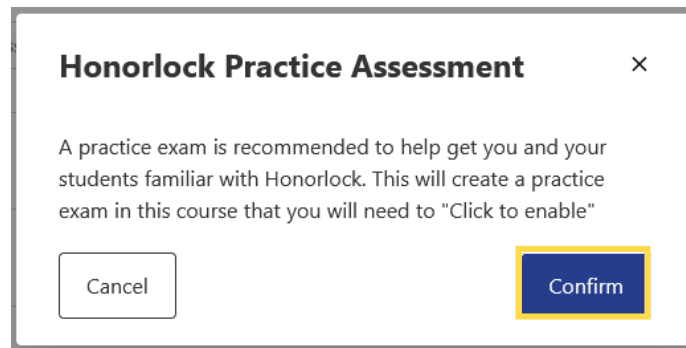 Honorlock Practice Assessment ×
A practice exam is recommended to help get you and your
students familiar with Honorlock. This will create a practice
exam in this course that you will need to "Click to enable"
Cancel Confirm